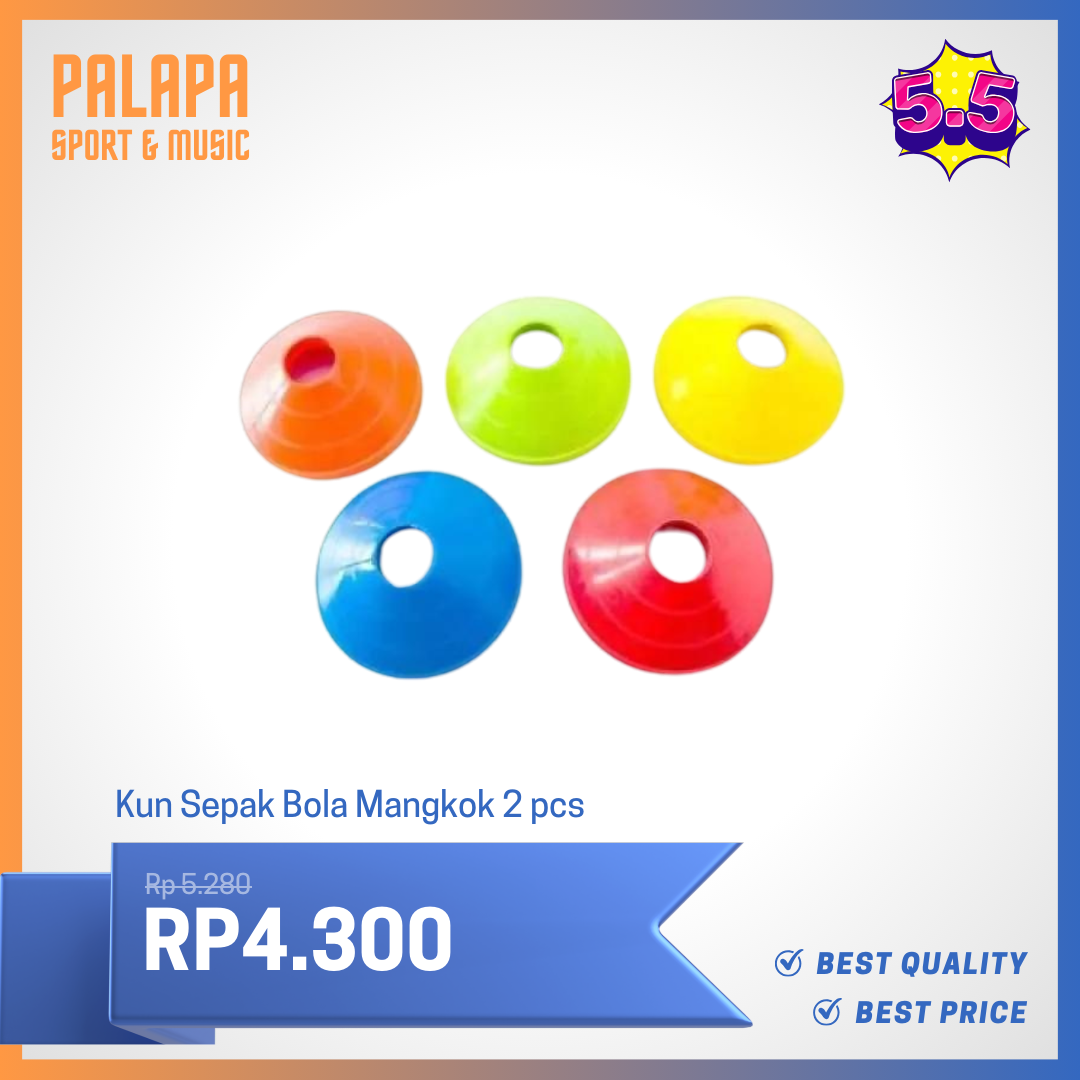 PALAPA
SPORT & MUSIC
5.5
Kun Sepak Bola Mangkok 2 pcs
Rp 5.280
RP4.300
BEST QUALITY
BEST PRICE